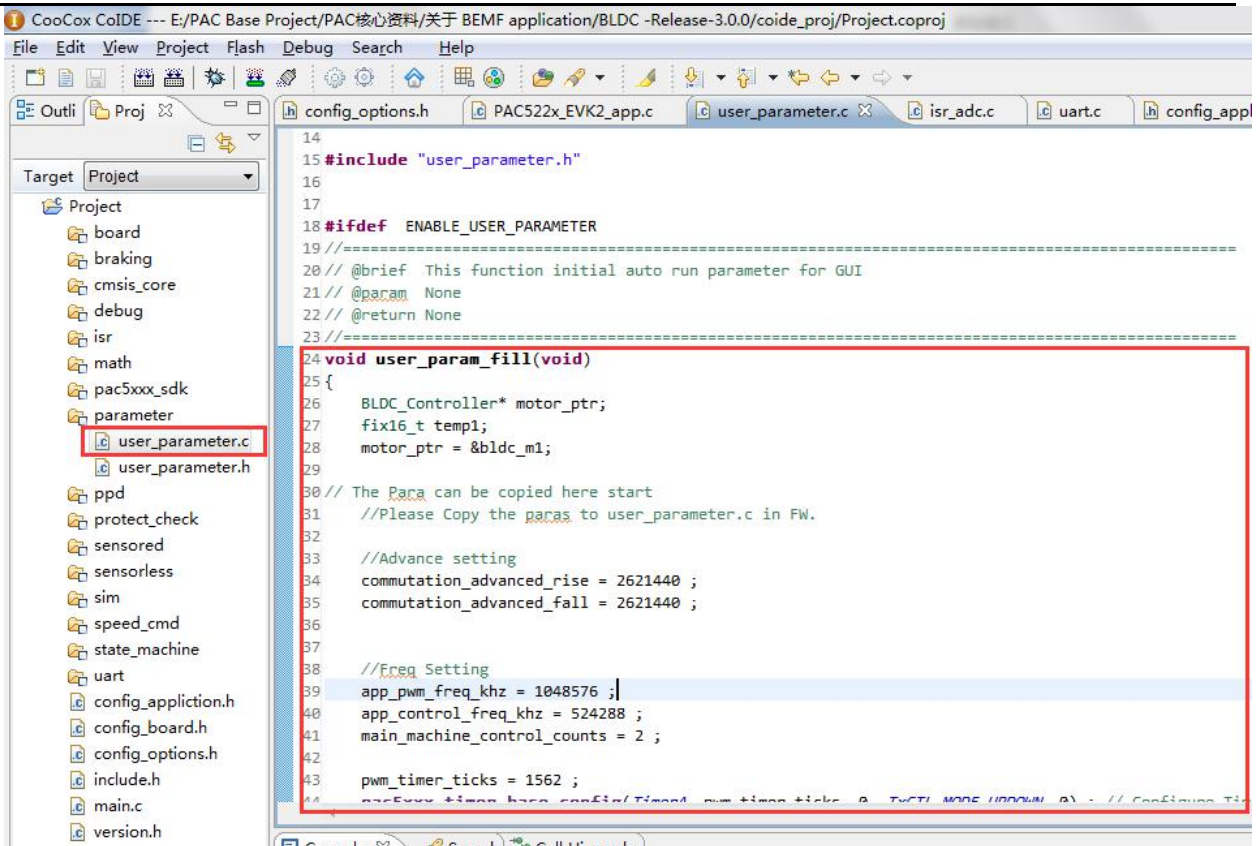 CooCox CoIDE --- E:/PAC Base Project/PAC核心资料/关于 BEMF application/BLDC -Release-3.0.0/coide_proj/Project.coproj
File Edit View Project Flash Debug Search Help
Outli Proj
config_options.h PAC522x_EVK2_app.c user_parameter.c isr_adc.c uart.c config_appl
Target Project
Project
board
braking
cmsis_core
debug
isr
math
pac5xxx_sdk
parameter
user_parameter.c
user_parameter.h
ppd
protect_check
sensored
sensorless
sim
speed_cmd
state_machine
uart
config_appliction.h
config_board.h
config_options.h
include.h
main.c
version.h
14
15 #include "user_parameter.h"
16
17
18 #ifdef ENABLE_USER_PARAMETER
19 //==============================================================================================
20 // @brief This function initial auto run parameter for GUI
21 // @param None
22 // @return None
23 //==============================================================================================
24 void user_param_fill(void)
25 {
26 BLDC_Controller* motor_ptr;
27 fix16_t temp1;
28 motor_ptr = &bldc_m1;
29
30 // The Para can be copied here start
31 //Please Copy the paras to user_parameter.c in FW.
32
33 //Advance setting
34 commutation_advanced_rise = 2621440 ;
35 commutation_advanced_fall = 2621440 ;
36
37
38 //Freq Setting
39 app_pwm_freq_khz = 1048576 ;
40 app_control_freq_khz = 524288 ;
41 main_machine_control_counts = 2 ;
42
43 pwm_timer_ticks = 1562 ;